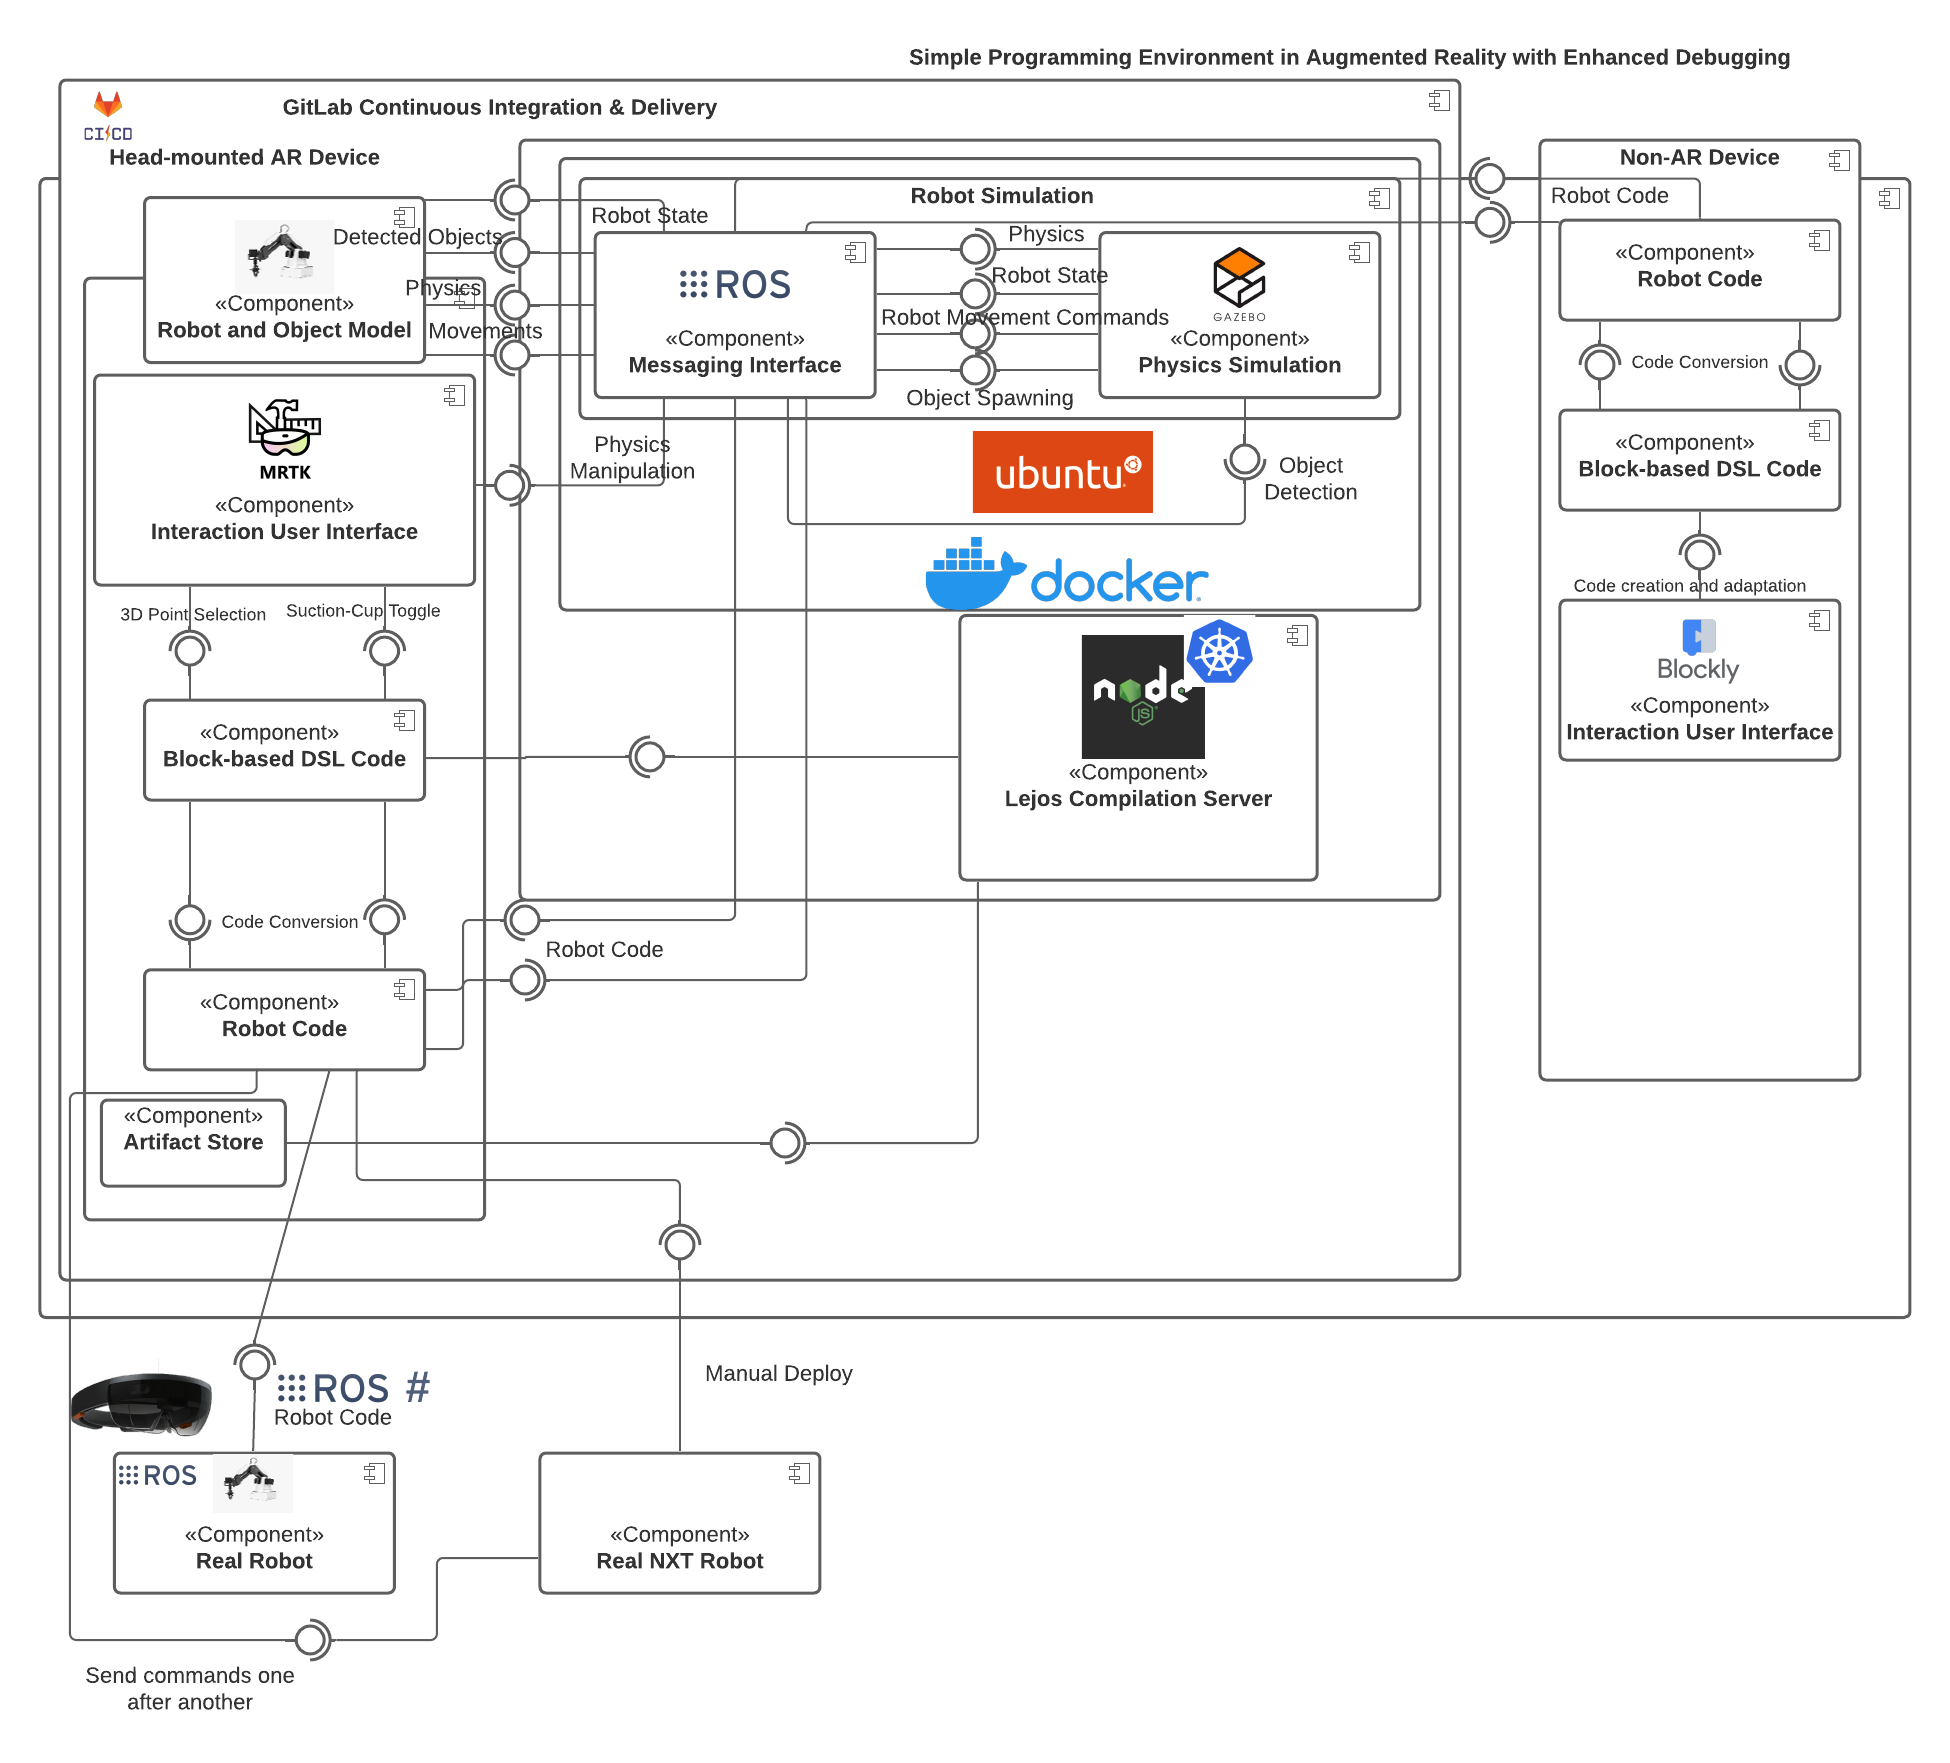 Simple Programming Environment in Augmented Reality with Enhanced Debugging
GitLab Continuous Integration & Delivery
CI/CD
Head-mounted AR Device
Non-AR Device
Robot Simulation
Robot State
Robot Code
Detected Objects
Physics
Movements
«Component»
Robot and Object Model
ROS
«Component»
Messaging Interface
Physics
Robot State
Robot Movement Commands
Object Spawning
GAZEBO
«Component»
Physics Simulation
«Component»
Robot Code
Code Conversion
«Component»
Block-based DSL Code
Code creation and adaptation
Blockly
«Component»
Interaction User Interface
MRTK
«Component»
Interaction User Interface
Physics
Manipulation
ubuntu
Object
Detection
docker
3D Point Selection
Suction-Cup Toggle
node
JS
«Component»
Lejos Compilation Server
«Component»
Block-based DSL Code
Code Conversion
Robot Code
«Component»
Robot Code
«Component»
Artifact Store
Manual Deploy
ROS #
Robot Code
ROS
«Component»
Real Robot
«Component»
Real NXT Robot
Send commands one
after another